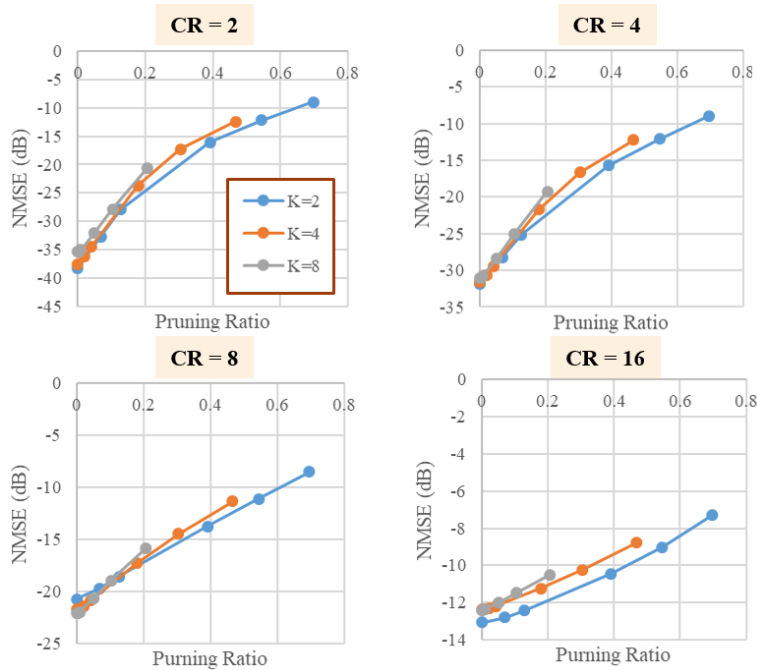 CR = 2
0
0 0.2 0.4 0.6 0.8
-5
-10
-15
-20
-25
-30
-35
-40
-45
NMSE (dB)
K=2
K=4
K=8
Pruning Ratio
CR = 4
0
0 0.2 0.4 0.6 0.8
-5
-10
-15
-20
-25
-30
-35
NMSE (dB)
Pruning Ratio
CR = 8
0
0 0.2 0.4 0.6 0.8
-5
-10
-15
-20
-25
NMSE (dB)
Purning Ratio
CR = 16
0
0 0.2 0.4 0.6 0.8
-2
-4
-6
-8
-10
-12
-14
NMSE (dB)
Purning Ratio